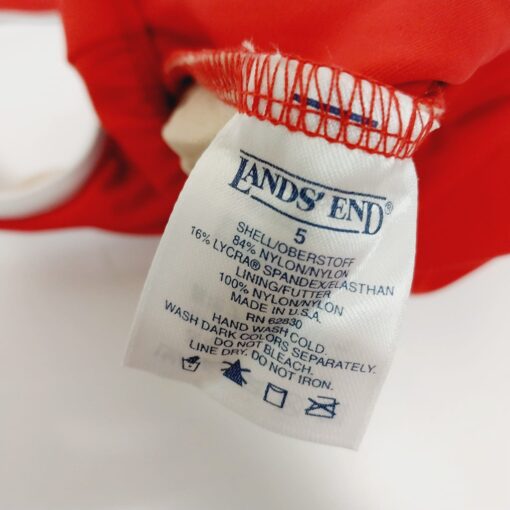 LANDS' END®
5
SHELL/OBERSTOFF
84% NYLON/NYLON
16% LYCRA® SPANDEX/ELASTHAN
LINING/FUTTER
100% NYLON/NYLON
MADE IN U.S.A.
RN 62830
HAND WASH COLD.
WASH DARK COLORS SEPARATELY.
DO NOT BLEACH.
LINE DRY. DO NOT IRON.